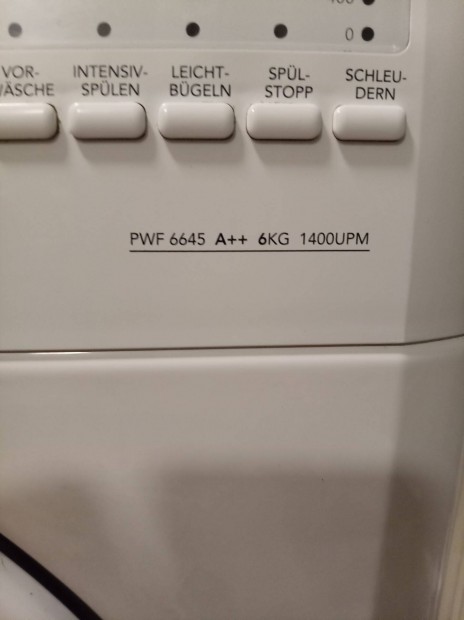 0
VOR- INTENSIV- LEICHT- SPÜL- SCHLEU-
SPÜLEN BÜGELN STOPP DERN
PWF 6645 A++ 6KG 1400UPM